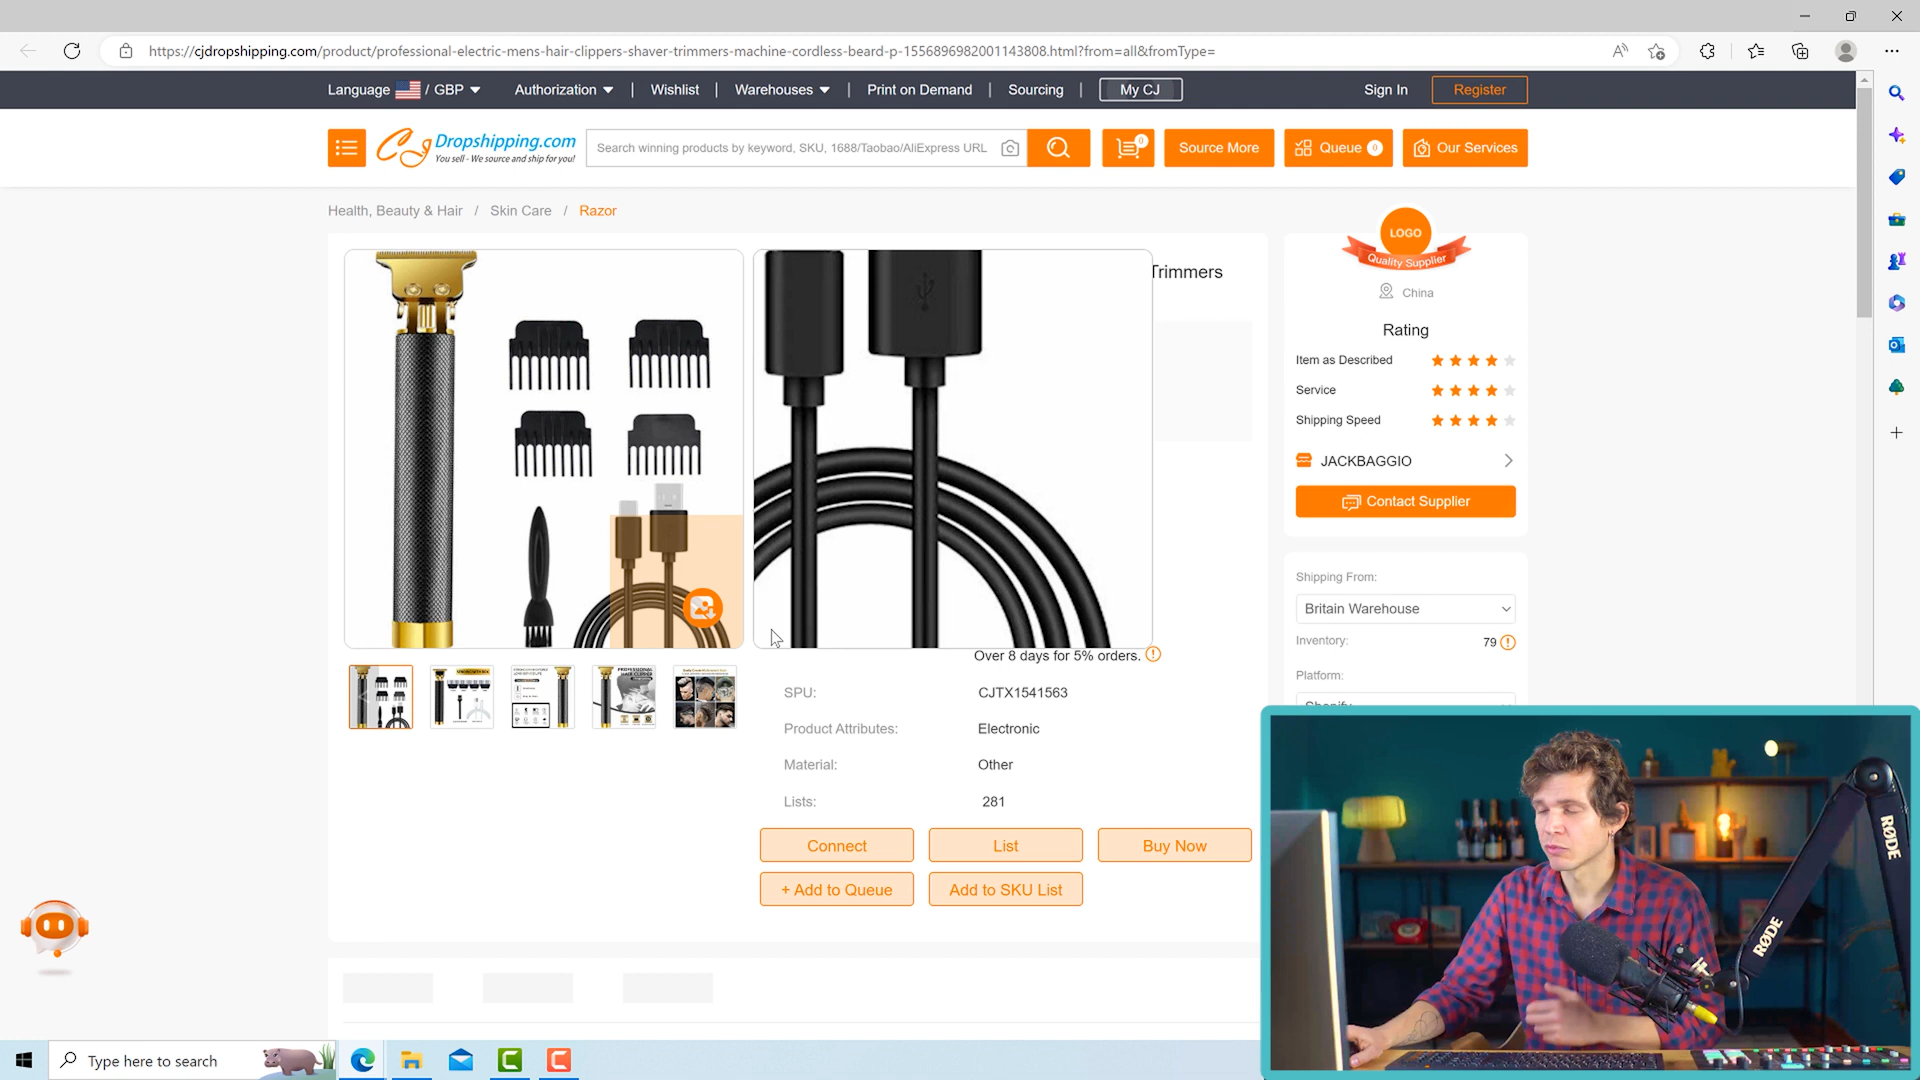 https://cjdropshipping.com/product/professional-electric-mens-hair-clippers-shaver-trimmers-machine-cordless-beard-p-1556896982001143808.html?from=all&fromType=
Language / GBP Authorization | Wishlist | Warehouses | Print on Demand | Sourcing | My CJ Sign In Register
CJ Dropshipping.com
You sell - We source and ship for you!
Search winning products by keyword, SKU, 1688/Taobao/AliExpress URL
0 Source More Queue 0 Our Services
Health, Beauty & Hair / Skin Care / Razor
LOGO
Quality Supplier
Trimmers
China
Rating
Item as Described
Service
Shipping Speed
JACKBAGGIO
Contact Supplier
Shipping From:
Britain Warehouse
Inventory: 79
Platform:
Shopify
Over 8 days for 5% orders.
SPU: CJTX1541563
Product Attributes: Electronic
Material: Other
Lists: 281
Connect List Buy Now
+ Add to Queue Add to SKU List
RØDE
RØDE
Type here to search